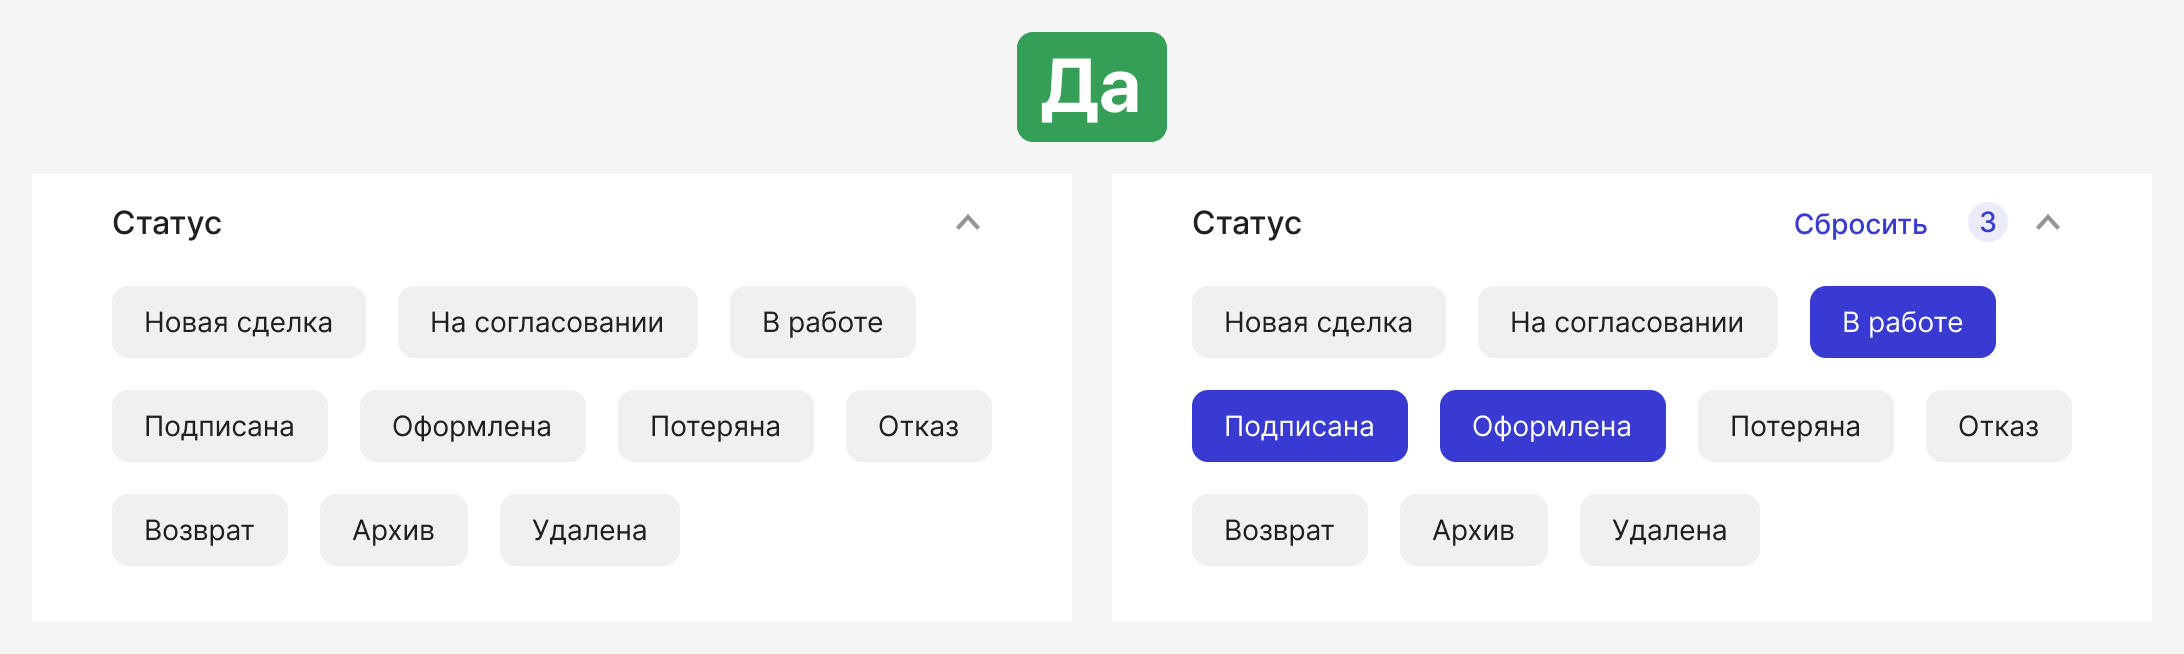 Да
Статус
Новая сделка На согласовании В работе
Подписана Оформлена Потеряна Отказ
Возврат Архив Удалена
Статус Сбросить 3
Новая сделка На согласовании В работе
Подписана Оформлена Потеряна Отказ
Возврат Архив Удалена